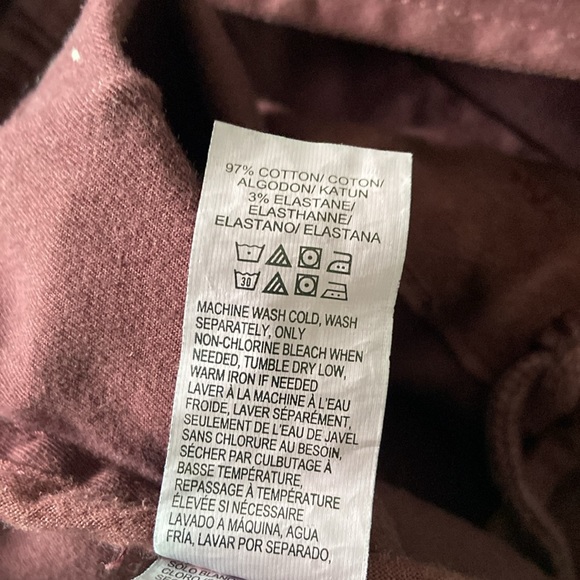 97% COTTON/ COTON/
ALGODON/ KATUN
3% ELASTANE/
ELASTHANNE/
ELASTANO/ ELASTANA
30
MACHINE WASH COLD, WASH
SEPARATELY, ONLY
NON-CHLORINE BLEACH WHEN
NEEDED, TUMBLE DRY LOW,
WARM IRON IF NEEDED
LAVER À LA MACHINE À L'EAU
FROIDE, LAVER SÉPARÉMENT,
SEULEMENT DE L'EAU DE JAVEL
SANS CHLORURE AU BESOIN,
SÉCHER PAR CULBUTAGE À
BASSE TEMPÉRATURE,
REPASSAGE À TEMPÉRATURE
ÉLEVÉE SI NÉCESSAIRE
LAVADO A MÁQUINA, AGUA
FRÍA, LAVAR POR SEPARADO,
SOLO